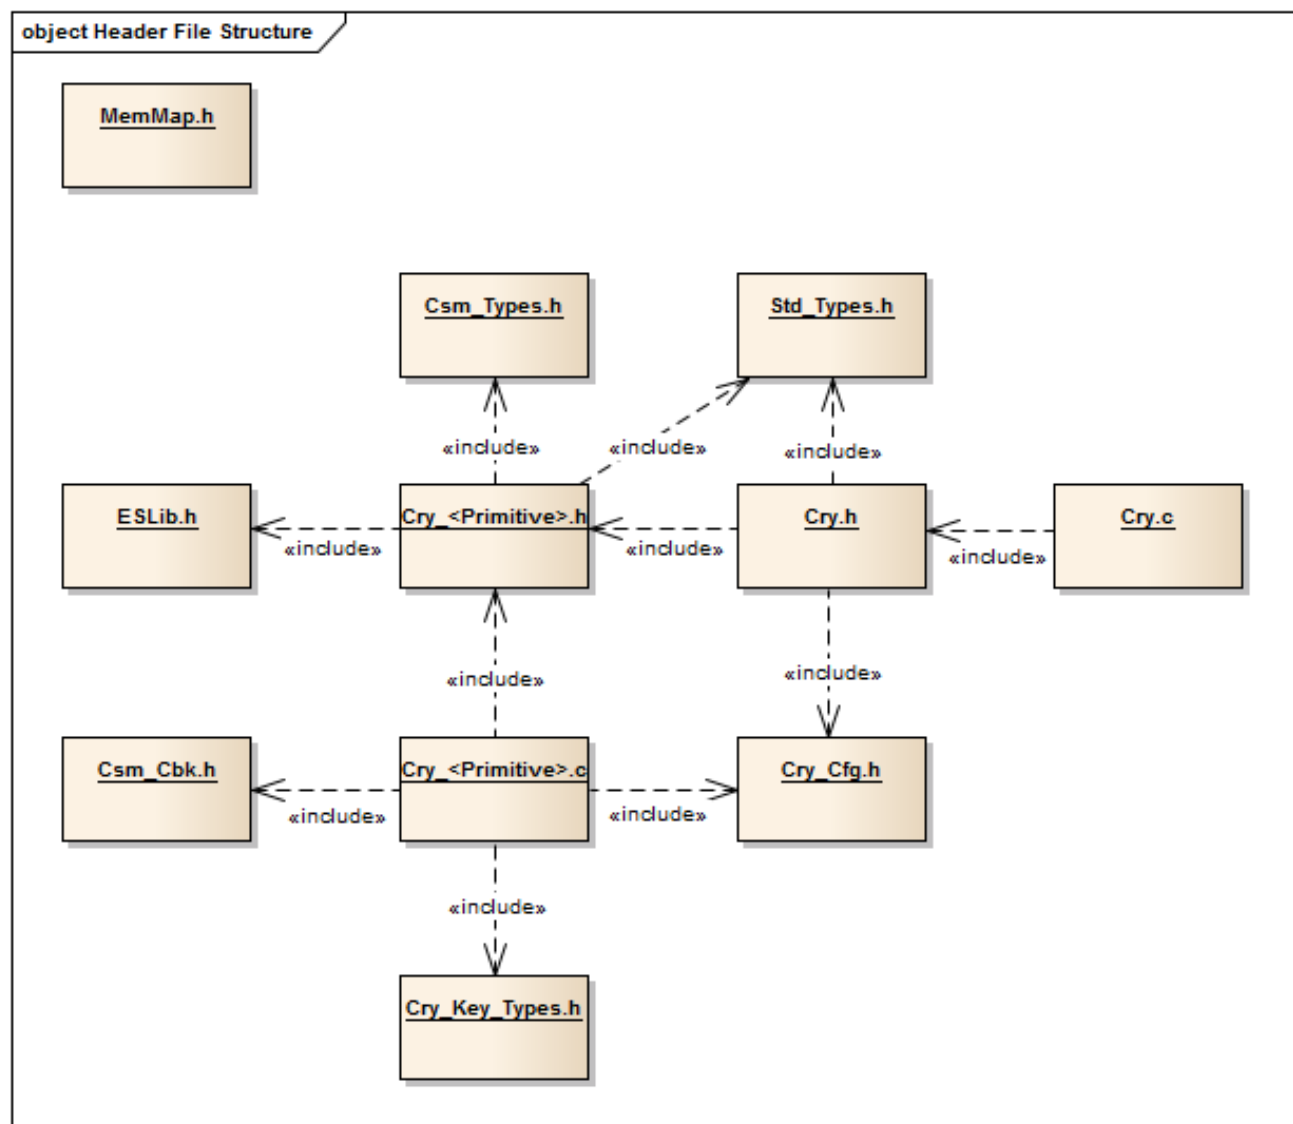 object Header File Structure
MemMap.h
Csm_Types.h
Std_Types.h
«include»
«include»
«include»
ESLib.h
Cry_<Primitive>.h
Cry.h
Cry.c
«include»
«include»
«include»
«include»
«include»
Csm_Cbk.h
Cry_<Primitive>.c
Cry_Cfg.h
«include»
«include»
«include»
Cry_Key_Types.h